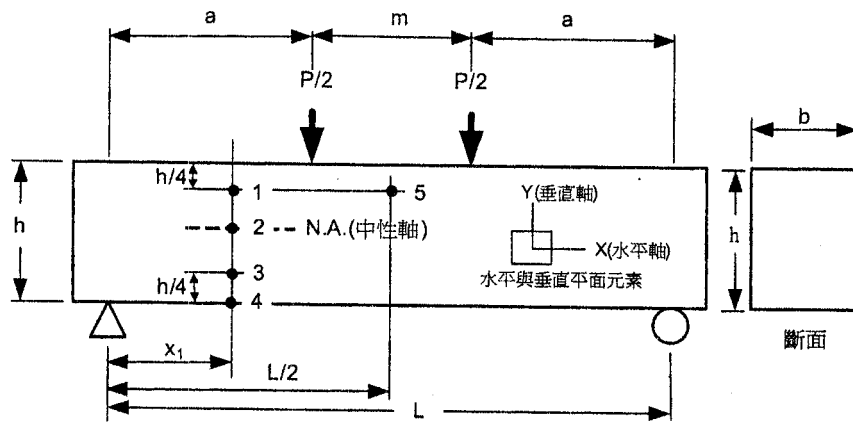 a m a
P/2 P/2
b
h/4 1 5 Y(垂直軸)
h 2 N.A.(中性軸) X(水平軸) h
3 水平與垂直平面元素
h/4 4
斷面
x₁
L/2
L